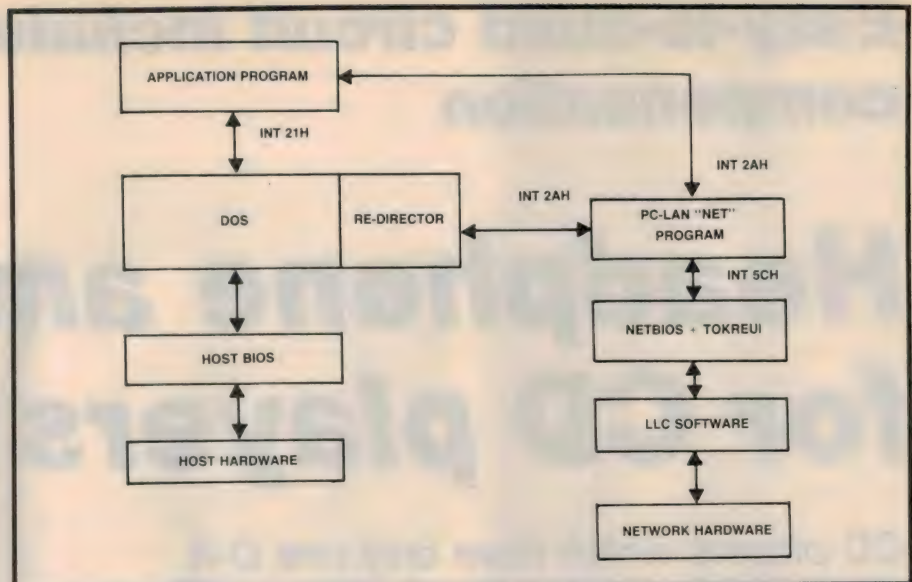 APPLICATION PROGRAM
INT 21H
INT 2AH
DOS
RE-DIRECTOR
INT 2AH
PC-LAN "NET"
PROGRAM
INT 5CH
HOST BIOS
NETBIOS + TOKREUI
HOST HARDWARE
LLC SOFTWARE
NETWORK HARDWARE